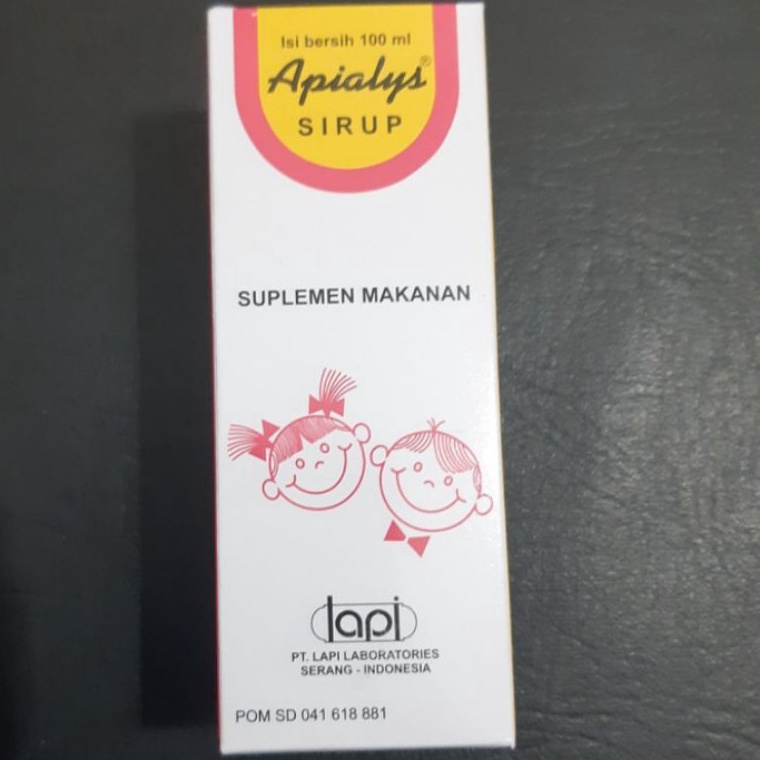 Isi bersih 100 ml
Apialys®
SIRUP
SUPLEMEN MAKANAN
lapi
PT. LAPI LABORATORIES
SERANG - INDONESIA
POM SD 041 618 881